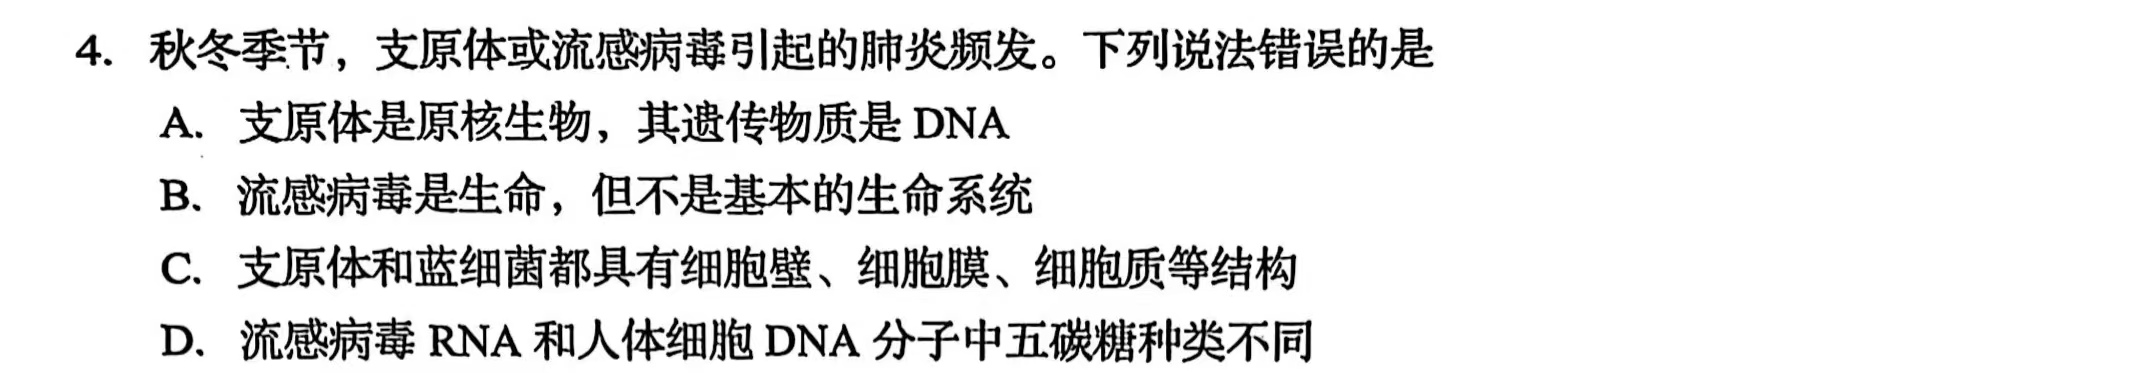 4. 秋冬季节，支原体或流感病毒引起的肺炎频发。下列说法错误的是
A. 支原体是原核生物，其遗传物质是 DNA
B. 流感病毒是生命，但不是基本的生命系统
C. 支原体和蓝细菌都具有细胞壁、细胞膜、细胞质等结构
D. 流感病毒 RNA 和人体细胞 DNA 分子中五碳糖种类不同